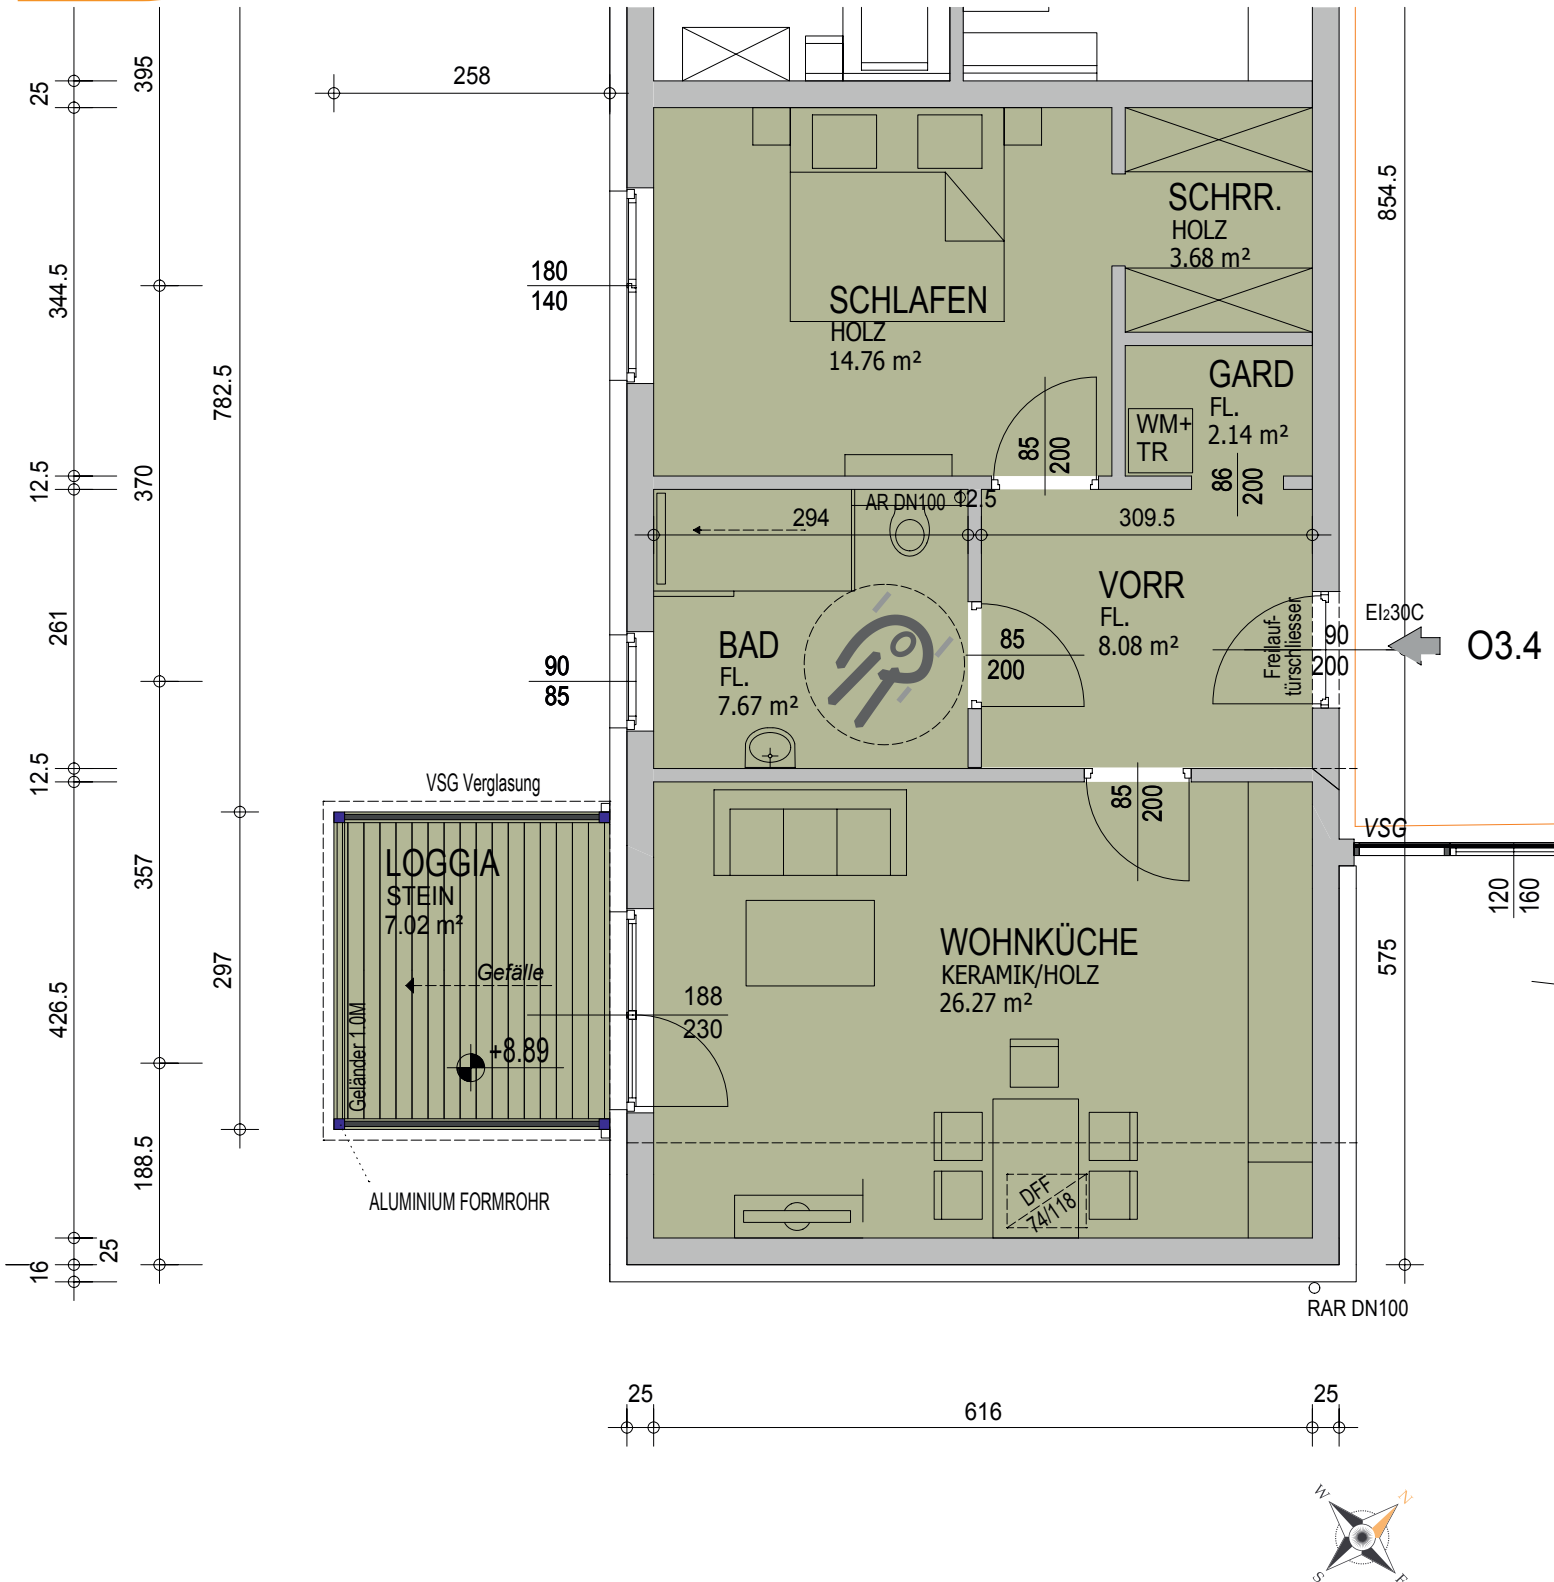 258
25
395
344.5
782.5
12.5
370
261
12.5
357
297
426.5
188.5
25
16
854.5
575
180
140
90
85
SCHRR.
HOLZ
3.68 m²
SCHLAFEN
HOLZ
14.76 m²
GARD
FL.
2.14 m²
WM+
TR
85
200
86
200
AR DN100
12.5
294
309.5
VORR
FL.
8.08 m²
BAD
FL.
7.67 m²
85
200
Freilauf-
türschliesser
90
200
EI₂30C
O3.4
VSG Verglasung
85
200
VSG
120
160
LOGGIA
STEIN
7.02 m²
Gefälle
+8.89
Geländer 1.0M
188
230
WOHNKÜCHE
KERAMIK/HOLZ
26.27 m²
DFF
74/118
ALUMINIUM FORMROHR
RAR DN100
25
616
25
W
N
S